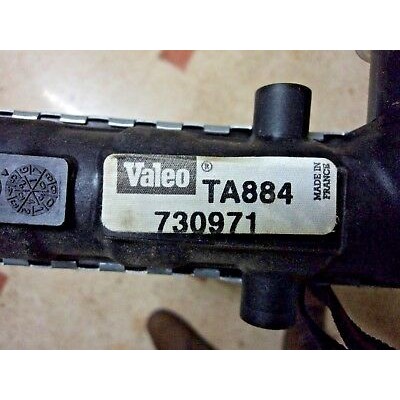 Valeo ® TA884
730971
MADE IN
FRANCE